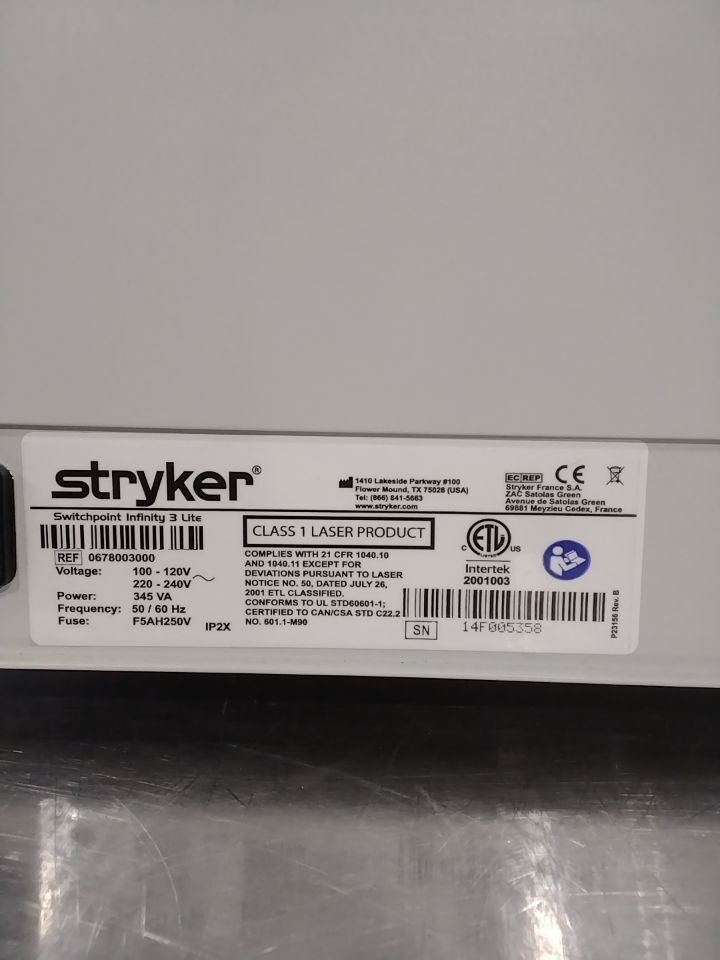 stryker®
1410 Lakeside Parkway #100
Flower Mound, TX 75028 (USA)
Tel: (866) 841-5663
www.stryker.com
EC REP
CE
Stryker France S.A.
ZAC Satolas Green
Avenue de Satolas Green
69881 Meyzieu Cedex, France
Switchpoint Infinity 3 Lite
REF 0678003000
Voltage: 100 - 120V
220 - 240V ~
Power: 345 VA
Frequency: 50 / 60 Hz
Fuse: F5AH250V IP2X
CLASS 1 LASER PRODUCT
COMPLIES WITH 21 CFR 1040.10
AND 1040.11 EXCEPT FOR
DEVIATIONS PURSUANT TO LASER
NOTICE NO. 50, DATED JULY 26,
2001 ETL CLASSIFIED.
CONFORMS TO UL STD60601-1;
CERTIFIED TO CAN/CSA STD C22.2
NO. 601.1-M90
C ETL US
Intertek
2001003
SN 14F005358
P23156 Rev. B